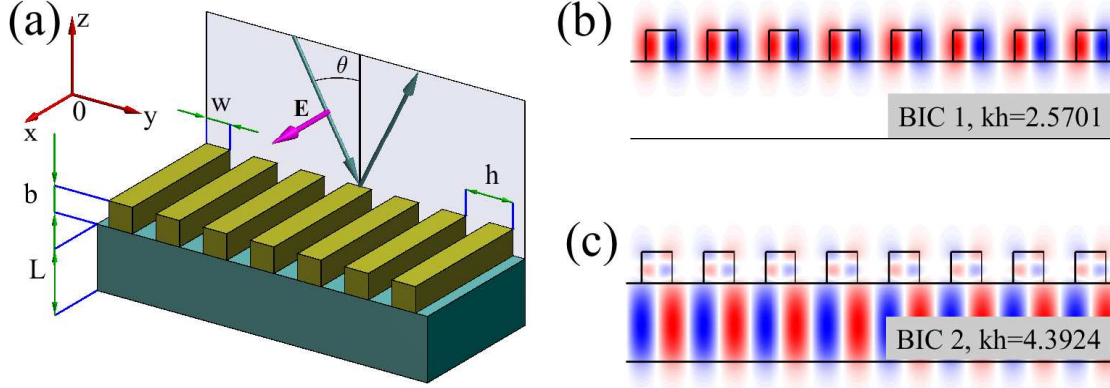 (a)
z
0
x
y
w
θ
E
h
b
L
(b)
BIC 1, kh=2.5701
(c)
BIC 2, kh=4.3924